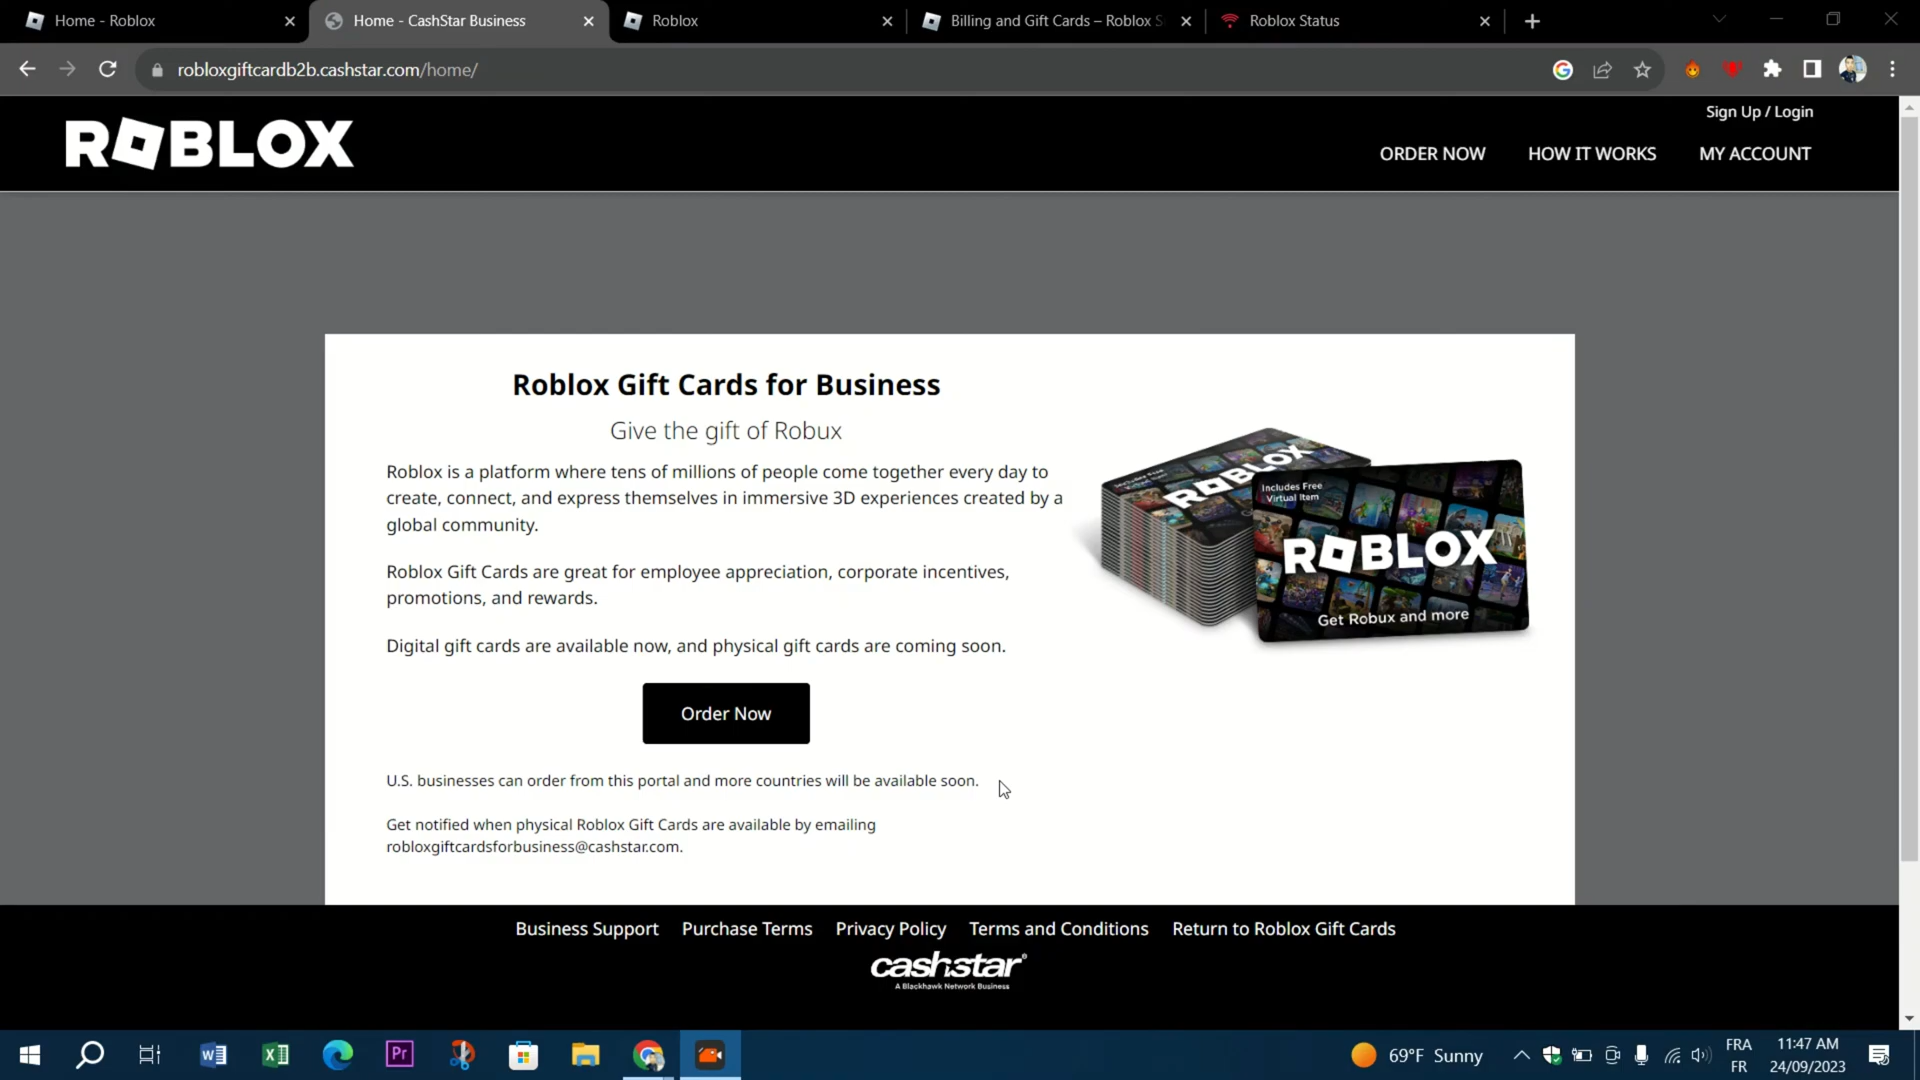 Home - Roblox
Home - CashStar Business
Roblox
Billing and Gift Cards – Roblox S
Roblox Status
robloxgiftcardb2b.cashstar.com/home/
Sign Up / Login
ROBLOX
ORDER NOW
HOW IT WORKS
MY ACCOUNT
Roblox Gift Cards for Business
Give the gift of Robux
Roblox is a platform where tens of millions of people come together every day to
create, connect, and express themselves in immersive 3D experiences created by a
global community.
Roblox Gift Cards are great for employee appreciation, corporate incentives,
promotions, and rewards.
Digital gift cards are available now, and physical gift cards are coming soon.
Order Now
U.S. businesses can order from this portal and more countries will be available soon.
Get notified when physical Roblox Gift Cards are available by emailing
robloxgiftcardsforbusiness@cashstar.com.
ROBLOX
Includes Free
Virtual Item
ROBLOX
Get Robux and more
Business Support
Purchase Terms
Privacy Policy
Terms and Conditions
Return to Roblox Gift Cards
cashstar
A Blackhawk Network Business
Pr
69°F Sunny
FRA
FR
11:47 AM
24/09/2023